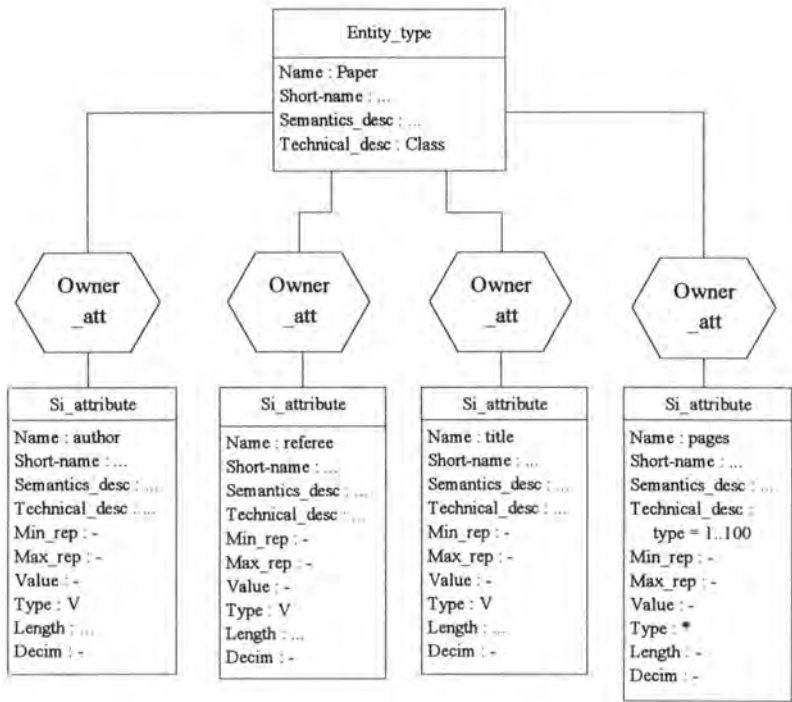 Entity_type
Name : Paper
Short-name : ...
Semantics_desc : ...
Technical_desc : Class
Owner
_att
Owner
_att
Owner
_att
Owner
_att
Si_attribute
Name : author
Short-name : ...
Semantics_desc : ...
Technical_desc : ...
Min_rep : -
Max_rep : -
Value : -
Type : V
Length : ...
Decim : -
Si_attribute
Name : referee
Short-name : ...
Semantics_desc : ...
Technical_desc : ...
Min_rep : -
Max_rep : -
Value : -
Type : V
Length : ...
Decim : -
Si_attribute
Name : title
Short-name : ...
Semantics_desc : ...
Technical_desc : ...
Min_rep : -
Max_rep : -
Value : -
Type : V
Length : ...
Decim : -
Si_attribute
Name : pages
Short-name : ...
Semantics_desc : ...
Technical_desc :
type = 1..100
Min_rep : -
Max_rep : -
Value : -
Type : *
Length : -
Decim : -